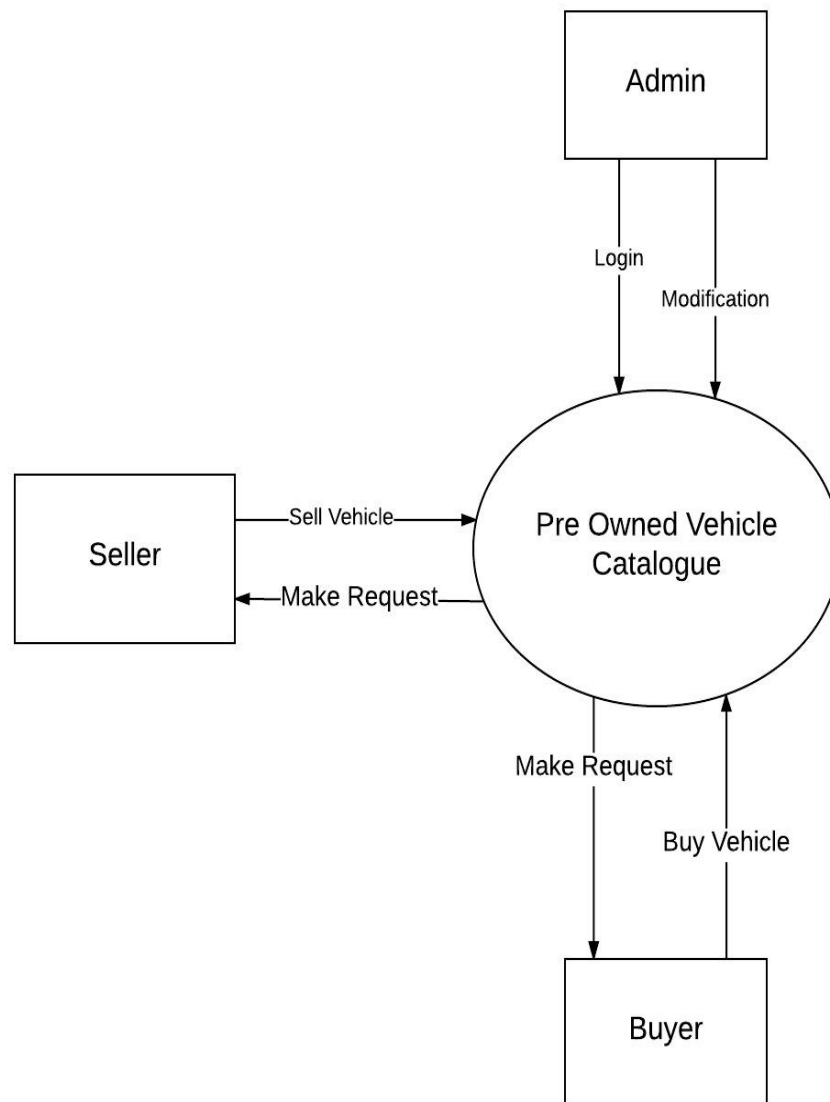 Admin
Login
Modification
Sell Vehicle
Pre Owned Vehicle
Catalogue
Seller
Make Request
Make Request
Buy Vehicle
Buyer